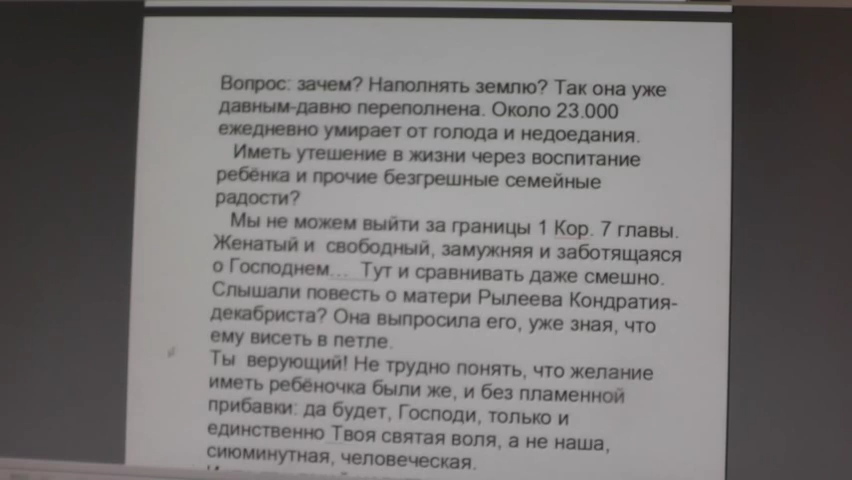 Вопрос: зачем? Наполнять землю? Так она уже
давным-давно переполнена. Около 23.000
ежедневно умирает от голода и недоедания.
Иметь утешение в жизни через воспитание
ребёнка и прочие безгрешные семейные
радости?
Мы не можем выйти за границы 1 Кор. 7 главы.
Женатый и свободный, замужняя и заботящаяся
о Господнем... Тут и сравнивать даже смешно.
Слышали повесть о матери Рылеева Кондратия-
декабриста? Она выпросила его, уже зная, что
ему висеть в петле.
Ты верующий! Не трудно понять, что желание
иметь ребёночка были же, и без пламенной
прибавки: да будет, Господи, только и
единственно Твоя святая воля, а не наша,
сиюминутная, человеческая.